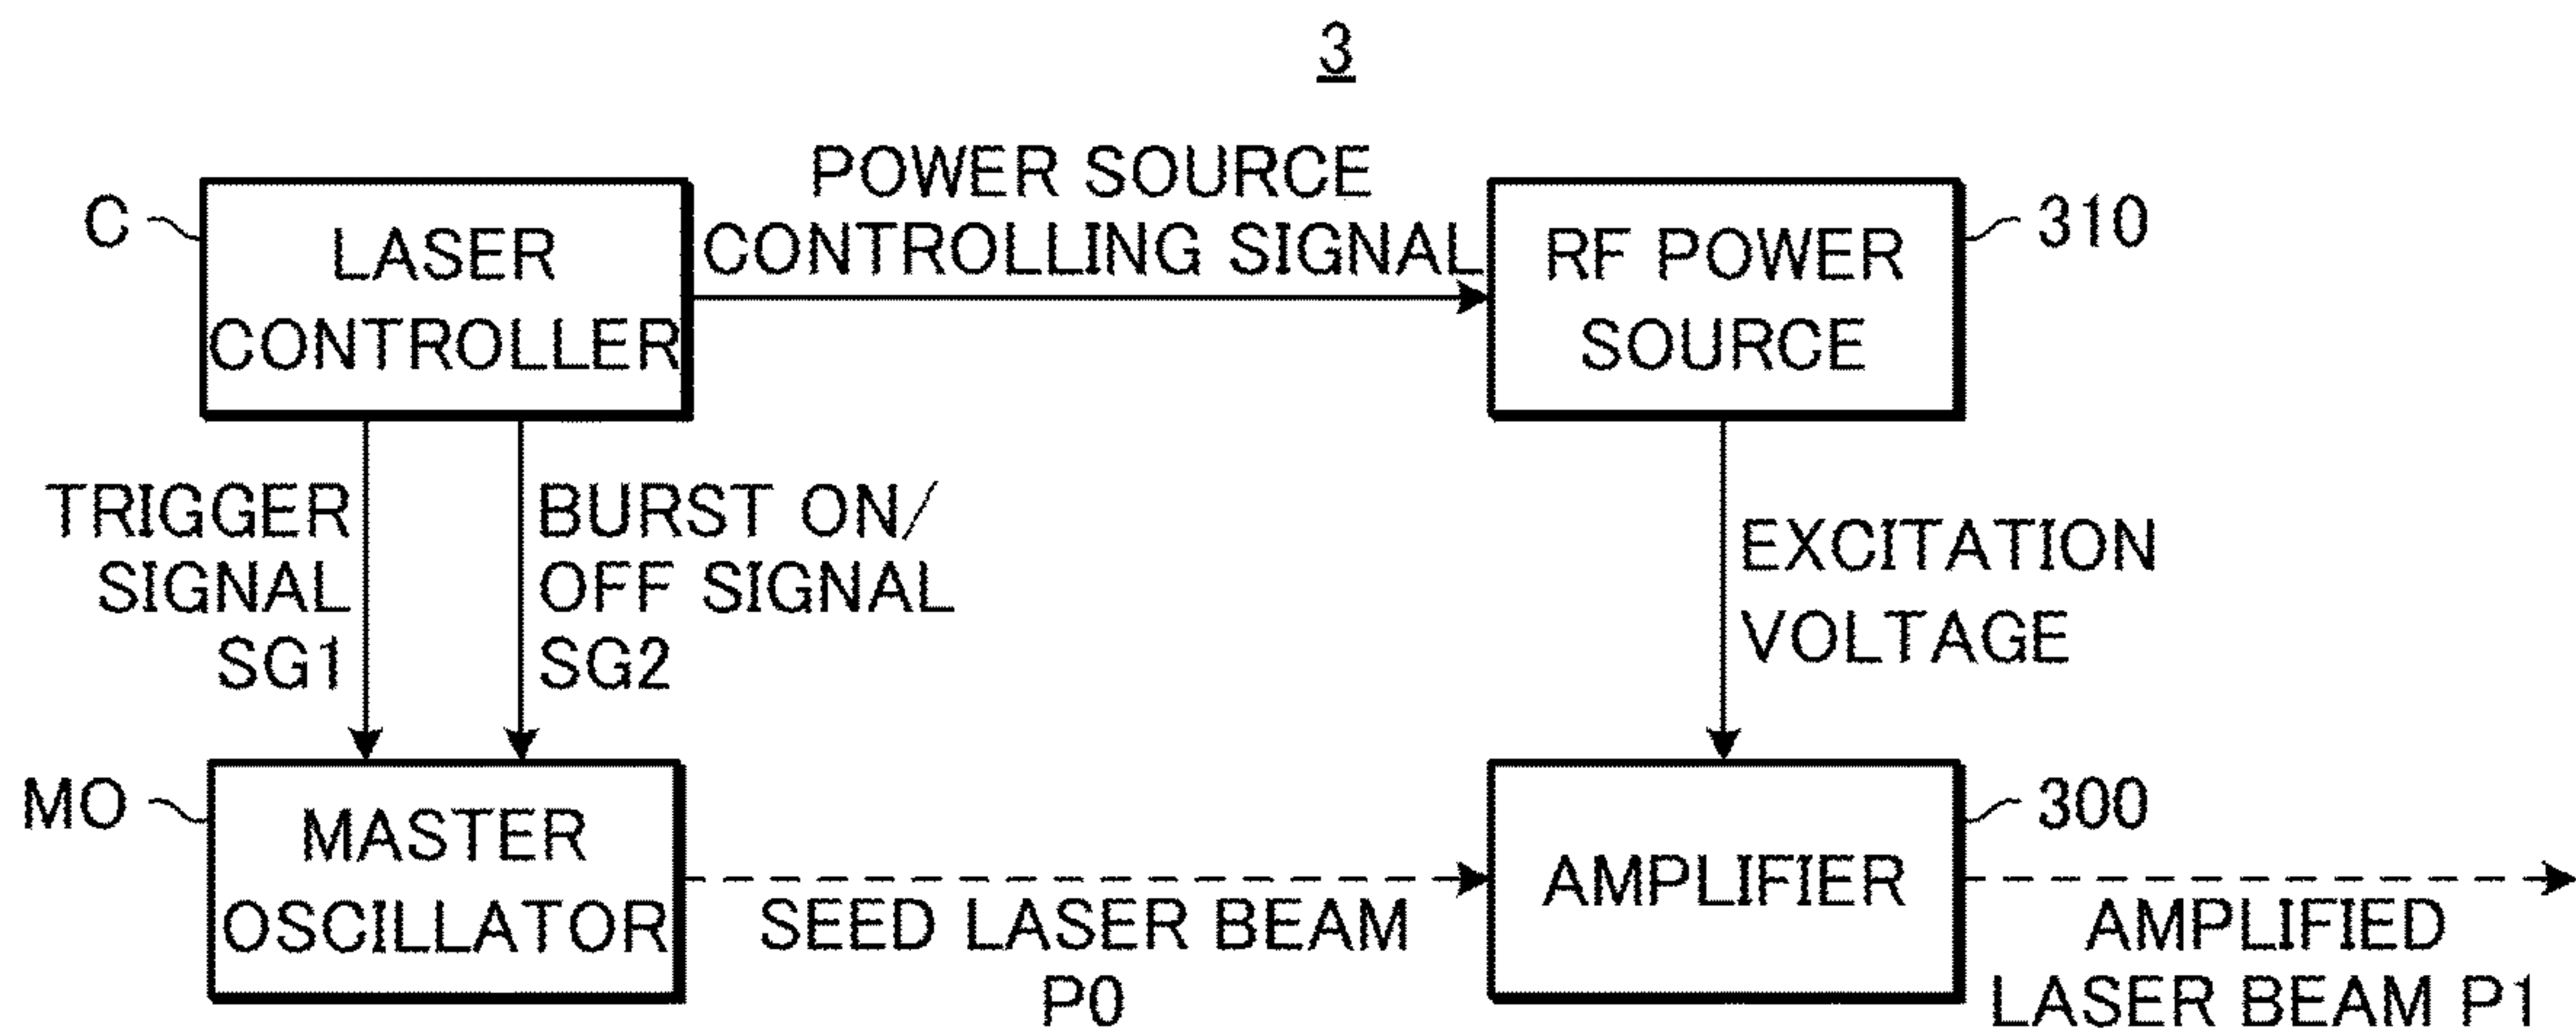 3
C
LASER
CONTROLLER
POWER SOURCE
CONTROLLING SIGNAL
RF POWER
SOURCE
310
TRIGGER
SIGNAL
SG1
BURST ON/
OFF SIGNAL
SG2
EXCITATION
VOLTAGE
MO
MASTER
OSCILLATOR
SEED LASER BEAM
P0
AMPLIFIER
300
AMPLIFIED
LASER BEAM P1